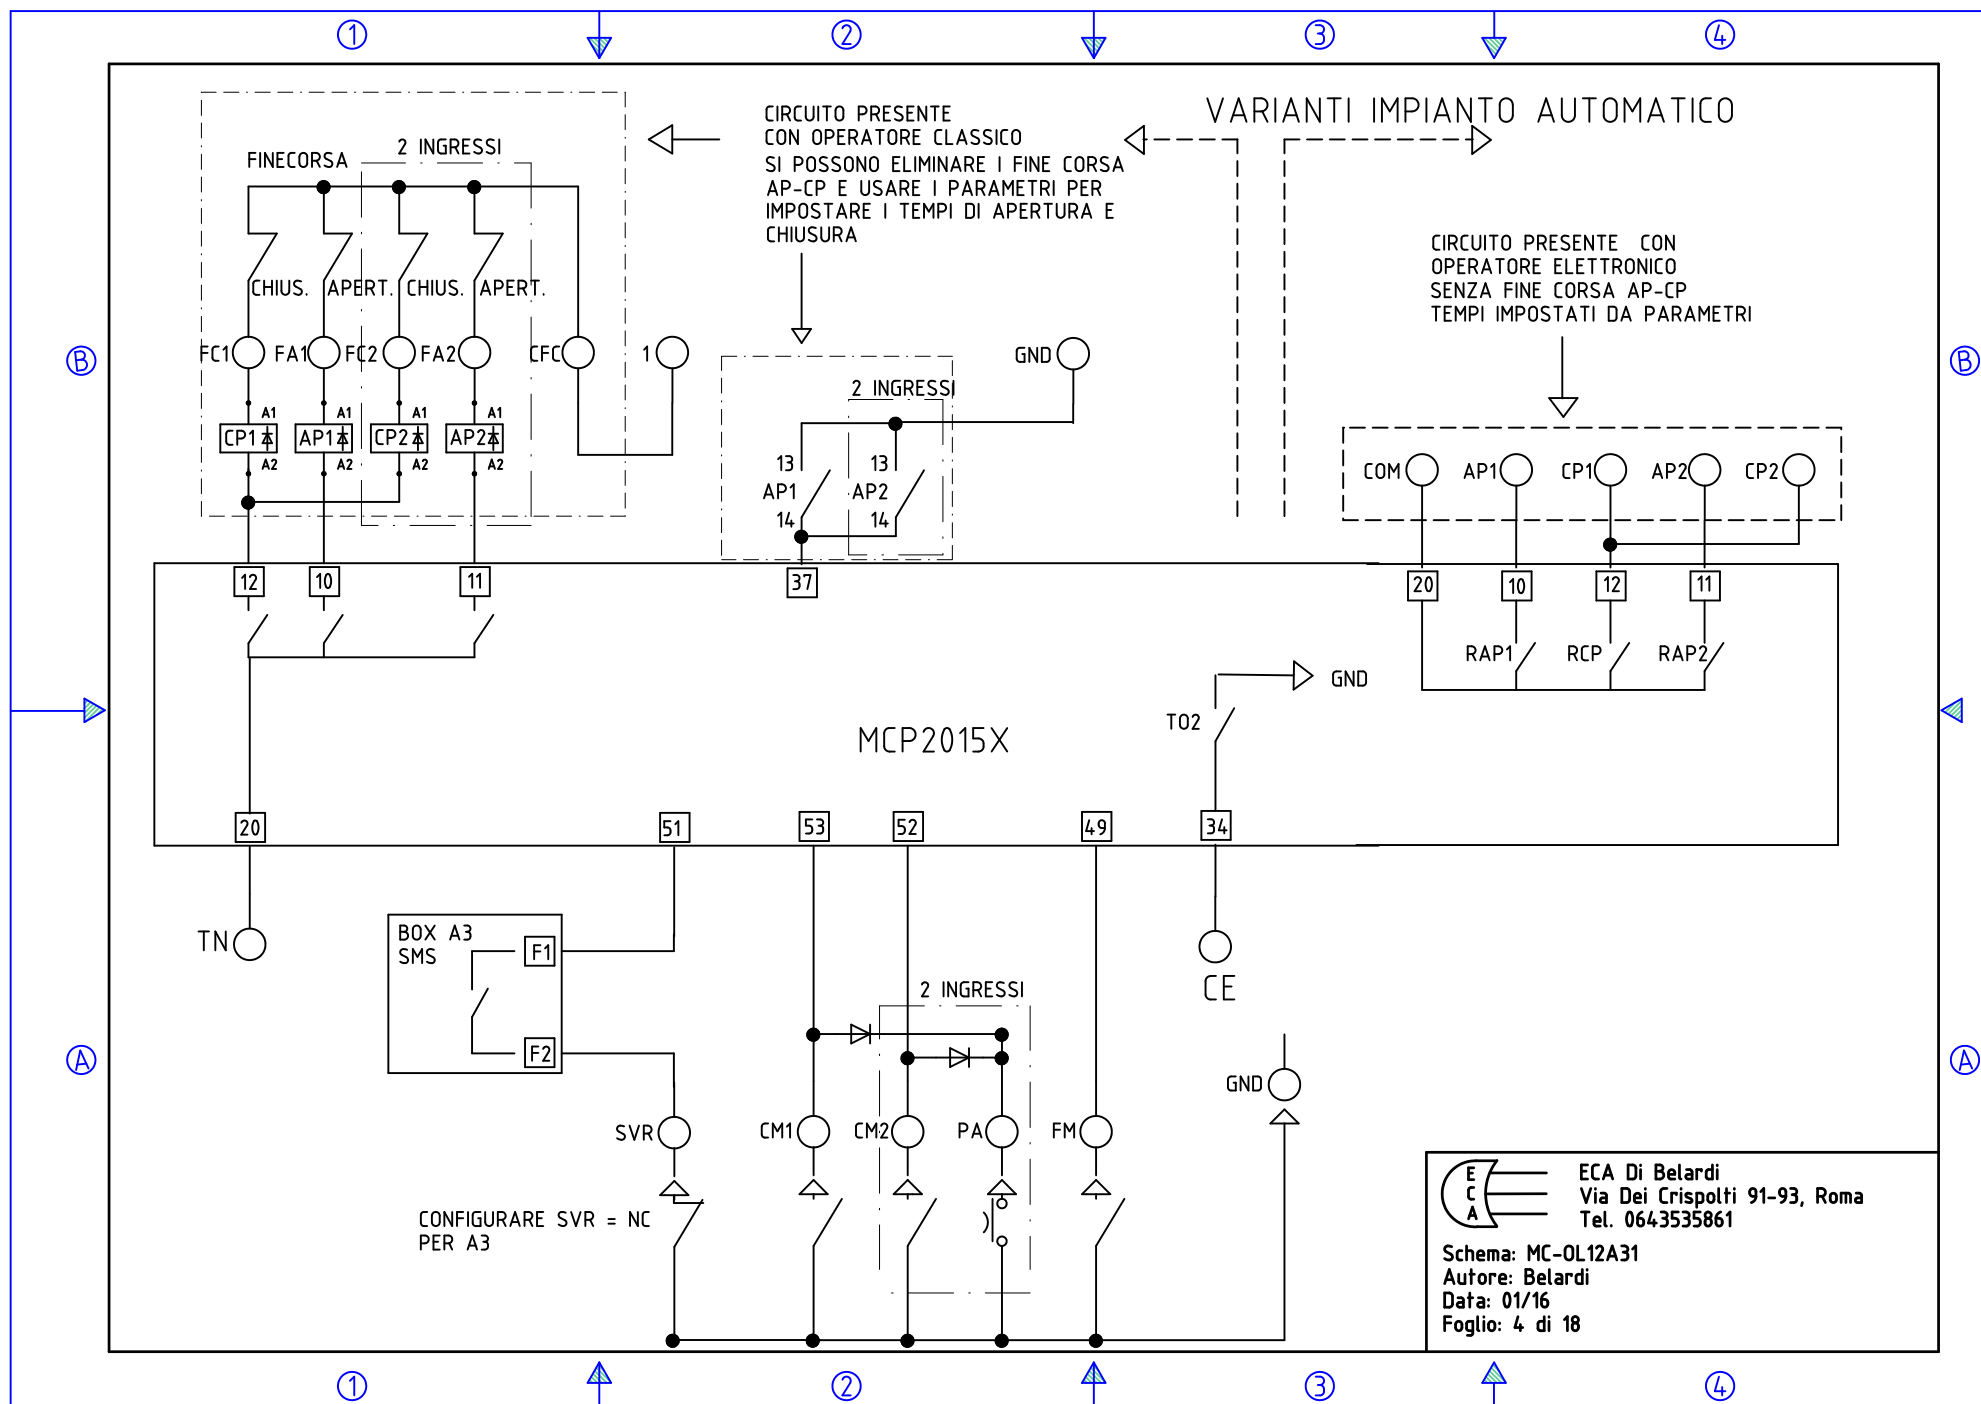 1 2 3 4
VARIANTI IMPIANTO AUTOMATICO
CIRCUITO PRESENTE
CON OPERATORE CLASSICO
SI POSSONO ELIMINARE I FINE CORSA
AP-CP E USARE I PARAMETRI PER
IMPOSTARE I TEMPI DI APERTURA E
CHIUSURA
FINECORSA
2 INGRESSI
CHIUS. APERT. CHIUS. APERT.
CIRCUITO PRESENTE CON
OPERATORE ELETTRONICO
SENZA FINE CORSA AP-CP
TEMPI IMPOSTATI DA PARAMETRI
B B
FC1 FA1 FC2 FA2 CFC 1 GND
2 INGRESSI
A1 A1 A1 A1
CP1 AP1 CP2 AP2
A2 A2 A2 A2
13 13
AP1 AP2
14 14
COM AP1 CP1 AP2 CP2
12 10 11 37 20 10 12 11
RAP1 RCP RAP2
GND
TO2
MCP2015X
20 51 53 52 49 34
TN
BOX A3
SMS
F1
F2
CE
2 INGRESSI
A A
GND
SVR CM1 CM2 PA FM
CONFIGURARE SVR = NC
PER A3
E
C
A
ECA Di Belardi
Via Dei Crispolti 91-93, Roma
Tel. 0643535861
Schema: MC-OL12A31
Autore: Belardi
Data: 01/16
Foglio: 4 di 18
1 2 3 4